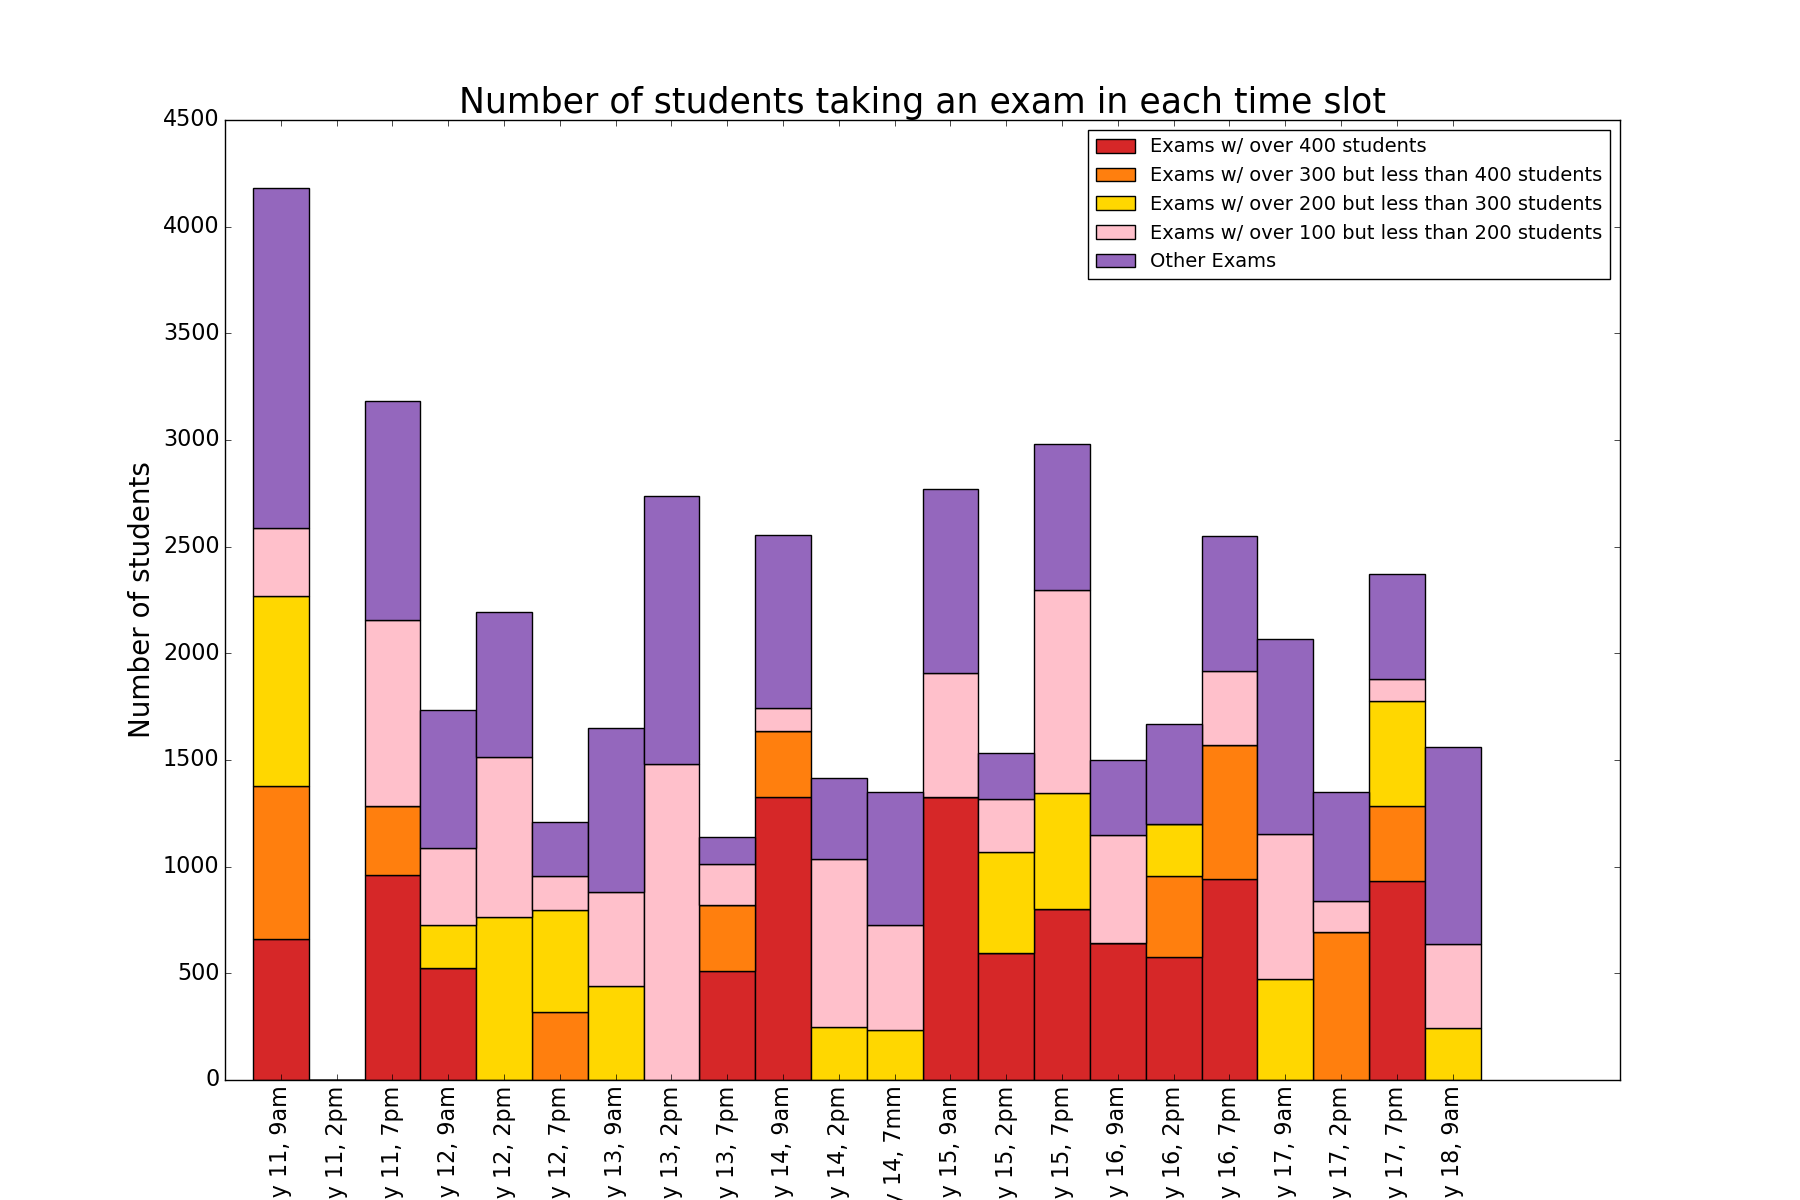 Number of students taking an exam in each time slot
Exams w/ over 400 students
Exams w/ over 300 but less than 400 students
Exams w/ over 200 but less than 300 students
Exams w/ over 100 but less than 200 students
Other Exams
Number of students
4500
4000
3500
3000
2500
2000
1500
1000
500
0
y 11, 9am
y 11, 2pm
y 11, 7pm
y 12, 9am
y 12, 2pm
y 12, 7pm
y 13, 9am
y 13, 2pm
y 13, 7pm
y 14, 9am
y 14, 2pm
y 14, 7mm
y 15, 9am
y 15, 2pm
y 15, 7pm
y 16, 9am
y 16, 2pm
y 16, 7pm
y 17, 9am
y 17, 2pm
y 17, 7pm
y 18, 9am